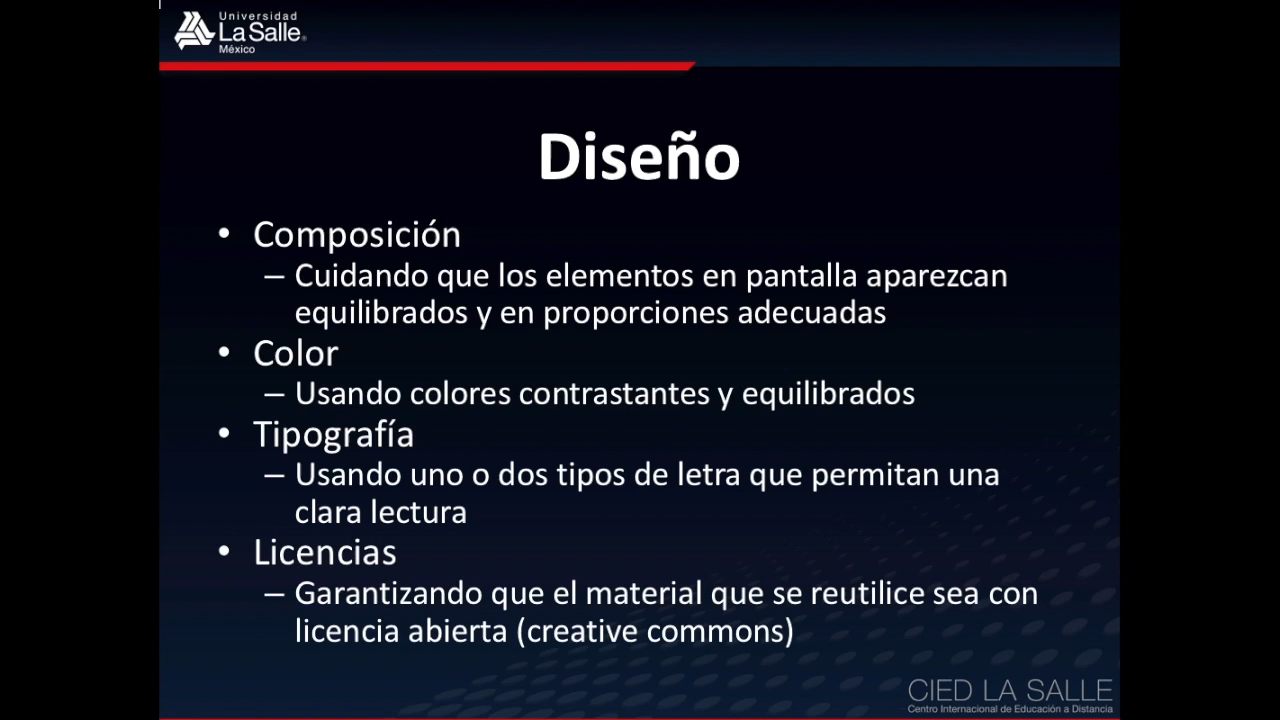 Universidad
La Salle®
México
Diseño
• Composición
– Cuidando que los elementos en pantalla aparezcan
equilibrados y en proporciones adecuadas
• Color
– Usando colores contrastantes y equilibrados
• Tipografía
– Usando uno o dos tipos de letra que permitan una
clara lectura
• Licencias
– Garantizando que el material que se reutilice sea con
licencia abierta (creative commons)
CIED LA SALLE
Centro Internacional de Educación a Distancia